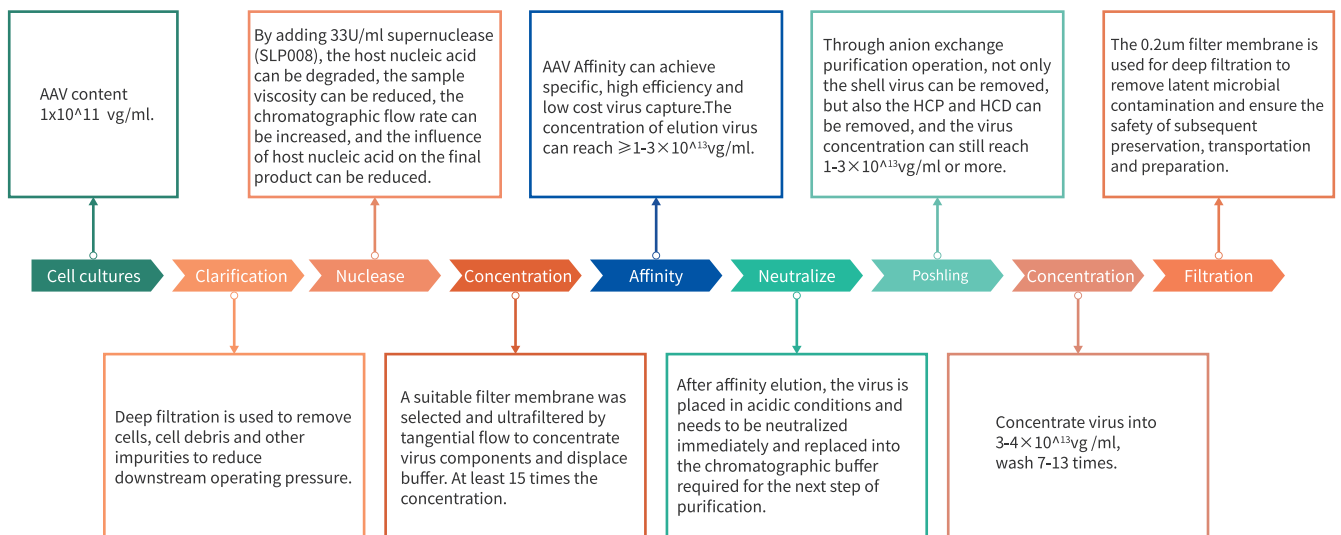 AAV content
1x10^11 vg/ml.
By adding 33U/ml supernuclease
(SLP008), the host nucleic acid
can be degraded, the sample
viscosity can be reduced, the
chromatographic flow rate can
be increased, and the influence
of host nucleic acid on the final
product can be reduced.
AAV Affinity can achieve
specific, high efficiency and
low cost virus capture.The
concentration of elution virus
can reach ⩾1-3×10^¹³vg/ml.
Through anion exchange
purification operation, not only
the shell virus can be removed,
but also the HCP and HCD can
be removed, and the virus
concentration can still reach
1-3×10^¹³vg/ml or more.
The 0.2um filter membrane is
used for deep filtration to
remove latent microbial
contamination and ensure the
safety of subsequent
preservation, transportation
and preparation.
Cell cultures
Clarification
Nuclease
Concentration
Affinity
Neutralize
Poshling
Concentration
Filtration
Deep filtration is used to remove
cells, cell debris and other
impurities to reduce
downstream operating pressure.
A suitable filter membrane was
selected and ultrafiltered by
tangential flow to concentrate
virus components and displace
buffer. At least 15 times the
concentration.
After affinity elution, the virus is
placed in acidic conditions and
needs to be neutralized
immediately and replaced into
the chromatographic buffer
required for the next step of
purification.
Concentrate virus into
3-4×10^¹³vg /ml,
wash 7-13 times.